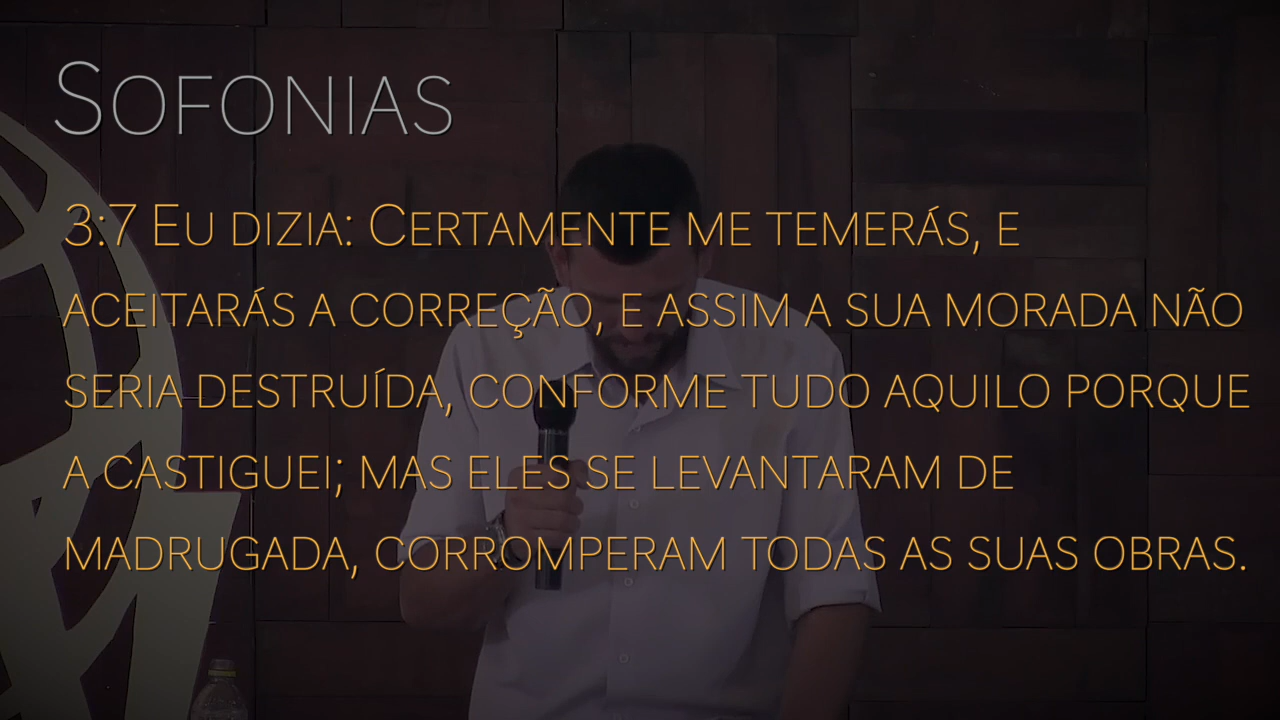 Sofonias
3:7 Eu dizia: Certamente me temerás, e
aceitarás a correção, e assim a sua morada não
seria destruída, conforme tudo aquilo porque
a castiguei; mas eles se levantaram de
madrugada, corromperam todas as suas obras.